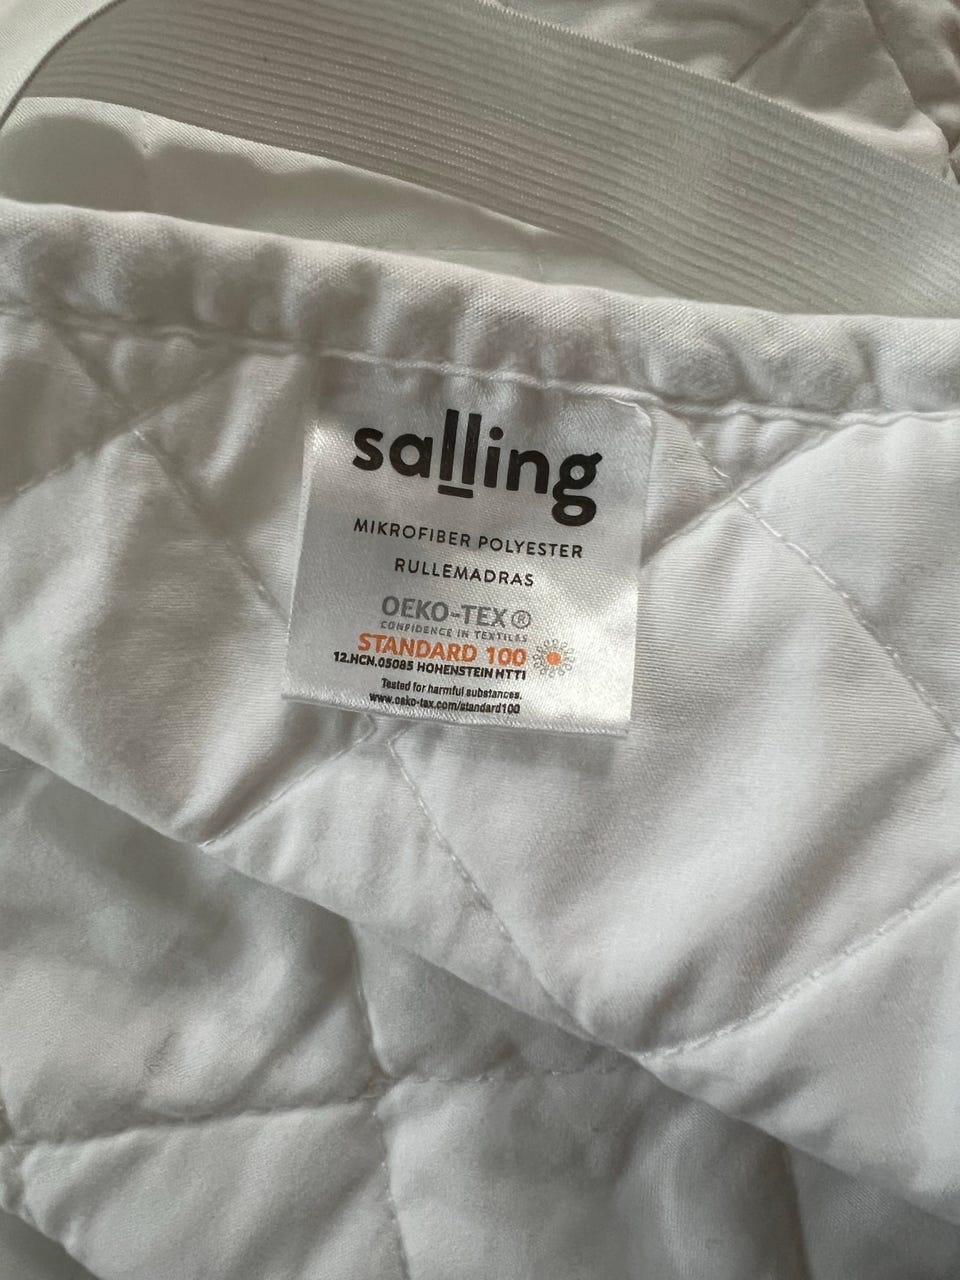 salling
MIKROFIBER POLYESTER
RULLEMADRAS
OEKO-TEX®
CONFIDENCE IN TEXTILES
STANDARD 100
12.HCN.05085 HOHENSTEIN HTTI
Tested for harmful substances.
www.oeko-tex.com/standard100